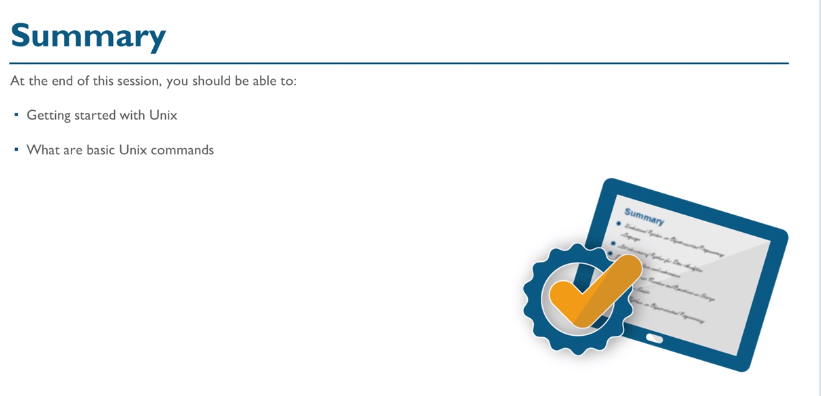 Summary
At the end of this session, you should be able to:
▪ Getting started with Unix
▪ What are basic Unix commands
Summary